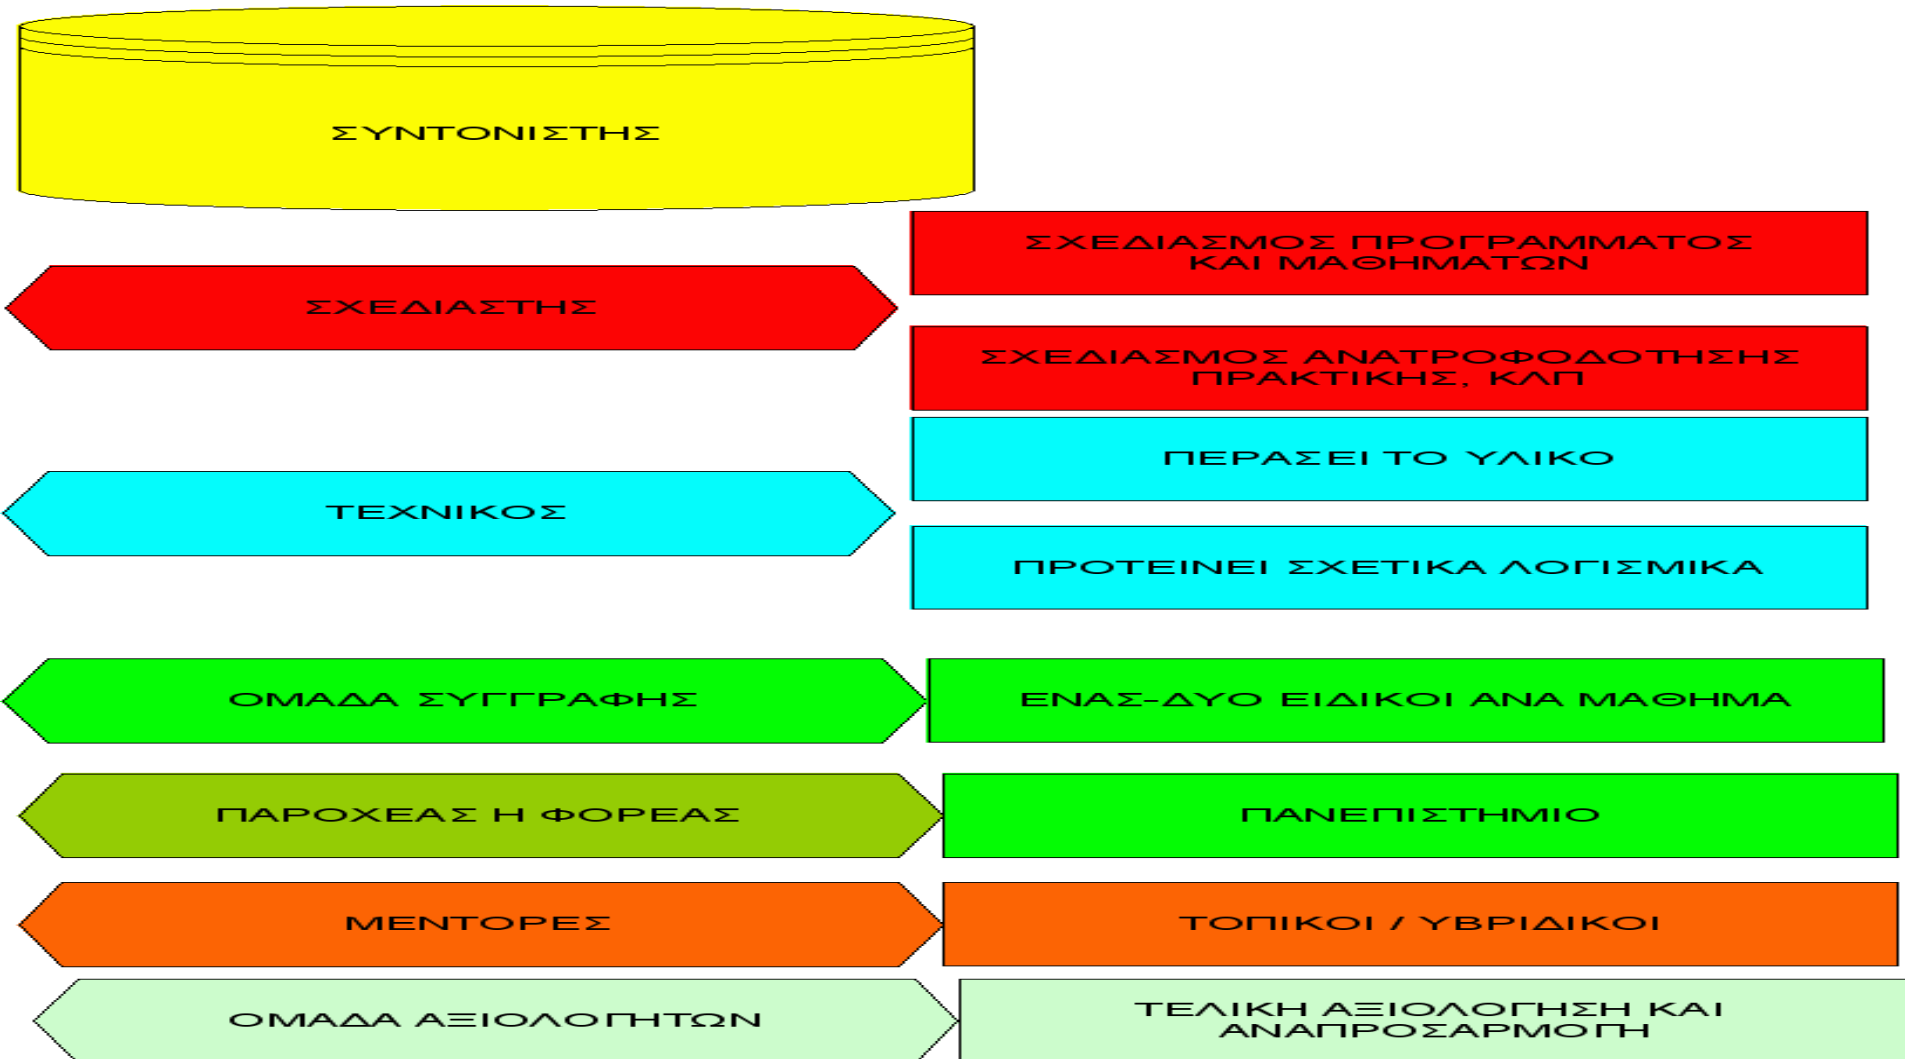 ΣΥΝΤΟΝΙΣΤΗΣ
ΣΧΕΔΙΑΣΤΗΣ
ΣΧΕΔΙΑΣΜΟΣ ΠΡΟΓΡΑΜΜΑΤΟΣ
ΚΑΙ ΜΑΘΗΜΑΤΩΝ
ΣΧΕΔΙΑΣΜΟΣ ΑΝΑΤΡΟΦΟΔΟΤΗΣΗΣ
ΠΡΑΚΤΙΚΗΣ, ΚΛΠ
ΤΕΧΝΙΚΟΣ
ΠΕΡΑΣΕΙ ΤΟ ΥΛΙΚΟ
ΠΡΟΤΕΙΝΕΙ ΣΧΕΤΙΚΑ ΛΟΓΙΣΜΙΚΑ
ΟΜΑΔΑ ΣΥΓΓΡΑΦΗΣ
ΕΝΑΣ-ΔΥΟ ΕΙΔΙΚΟΙ ΑΝΑ ΜΑΘΗΜΑ
ΠΑΡΟΧΕΑΣ Η ΦΟΡΕΑΣ
ΠΑΝΕΠΙΣΤΗΜΙΟ
ΜΕΝΤΟΡΕΣ
ΤΟΠΙΚΟΙ / ΥΒΡΙΔΙΚΟΙ
ΟΜΑΔΑ ΑΞΙΟΛΟΓΗΤΩΝ
ΤΕΛΙΚΗ ΑΞΙΟΛΟΓΗΣΗ ΚΑΙ
ΑΝΑΠΡΟΣΑΡΜΟΓΗ